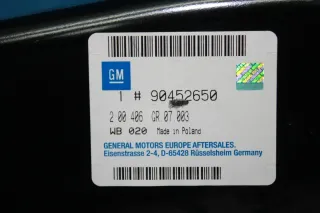 GM
1 # 90452650
2 00 406 GR 07 003
WB 020 Made in Poland
GENERAL MOTORS EUROPE AFTERSALES.
Eisenstrasse 2-4, D-65428 Rüsselsheim Germany